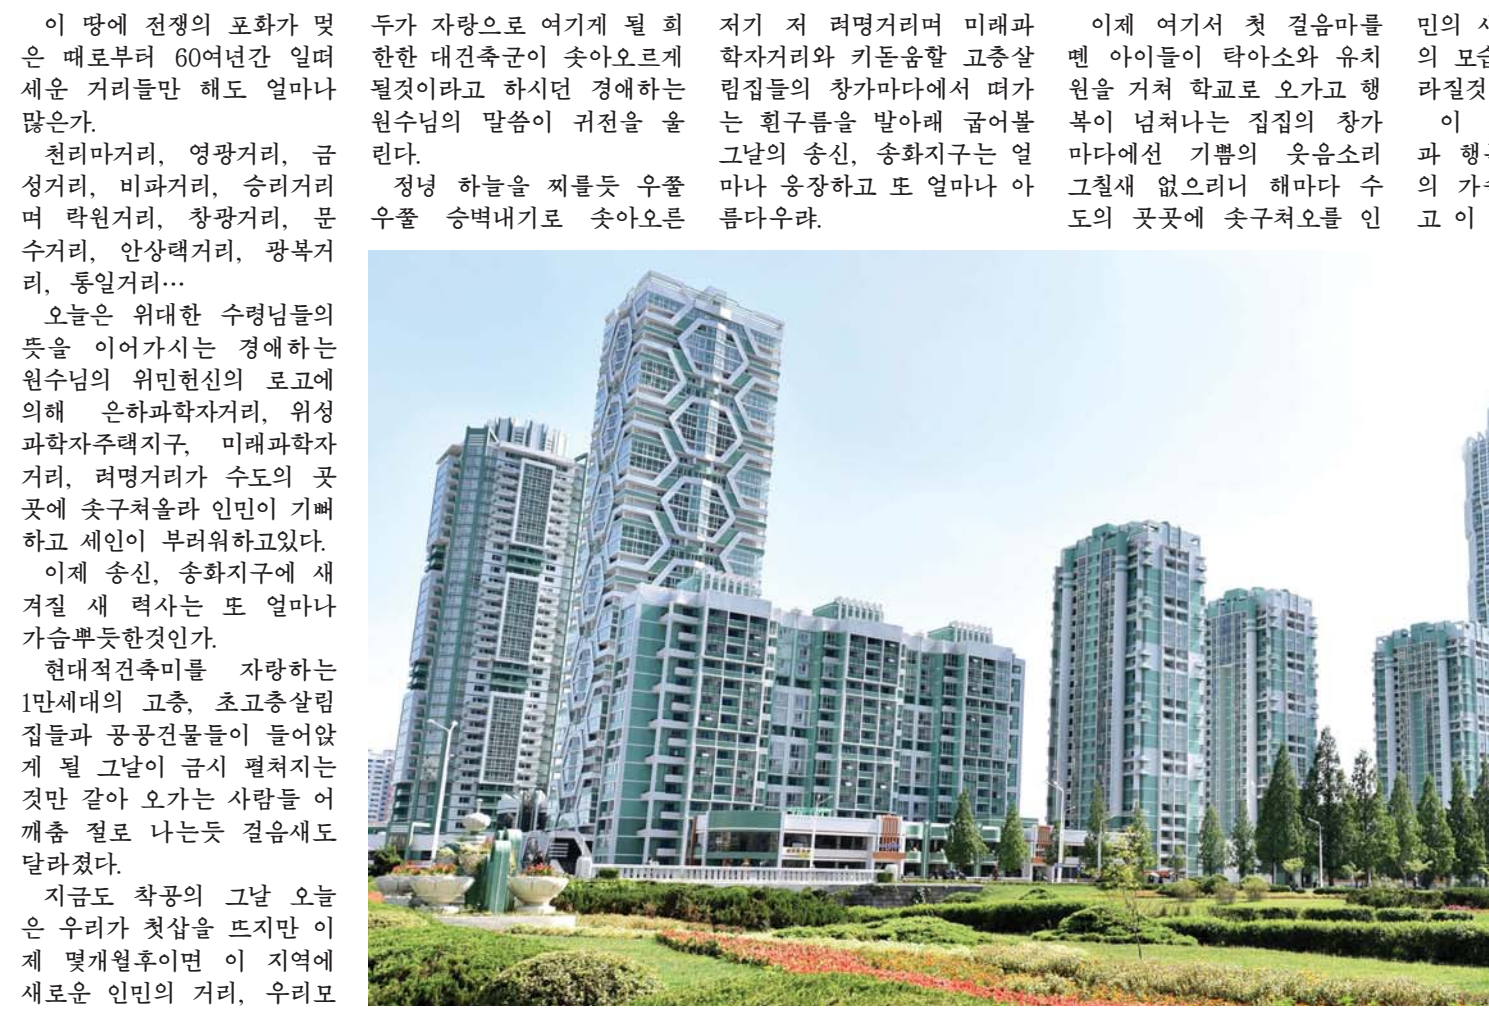 이 땅에 전쟁의 포화가 멎
은 때로부터 60여년간 일떠
세운 거리들만 해도 얼마나
많은가.
천리마거리, 영광거리, 금
성거리, 비파거리, 승리거리
며 락원거리, 창광거리, 문
수거리, 안상택거리, 광복거
리, 통일거리…
오늘은 위대한 수령님들의
뜻을 이어가시는 경애하는
원수님의 위민헌신의 로고에
의해 은하과학자거리, 위성
과학자주택지구, 미래과학자
거리, 려명거리가 수도의 곳
곳에 솟구쳐올라 인민이 기뻐
하고 세인이 부러워하고있다.
이제 송신, 송화지구에 새
겨질 새 력사는 또 얼마나
가슴뿌듯한것인가.
현대적건축미를 자랑하는
1만세대의 고층, 초고층살림
집들과 공공건물들이 들어앉
게 될 그날이 금시 펼쳐지는
것만 같아 오가는 사람들 어
깨춤 절로 나는듯 걸음새도
달라졌다.
지금도 착공의 그날 오늘
은 우리가 첫삽을 뜨지만 이
제 몇개월후이면 이 지역에
새로운 인민의 거리, 우리모
두가 자랑으로 여기게 될 희
한한 대건축군이 솟아오르게
될것이라고 하시던 경애하는
원수님의 말씀이 귀전을 울
린다.
정녕 하늘을 찌를듯 우쭐
우쭐 승벽내기로 솟아오른
저기 저 려명거리며 미래과
학자거리와 키돋움할 고층살
림집들의 창가마다에서 떠가
는 흰구름을 발아래 굽어볼
그날의 송신, 송화지구는 얼
마나 웅장하고 또 얼마나 아
름다우랴.
이제 여기서 첫 걸음마를
뗀 아이들이 탁아소와 유치
원을 거쳐 학교로 오가고 행
복이 넘쳐나는 집집의 창가
마다에선 기쁨의 웃음소리
그칠새 없으리니 해마다 수
도의 곳곳에 솟구쳐오를 인
민의
의
라질것
이
과
의
고 이